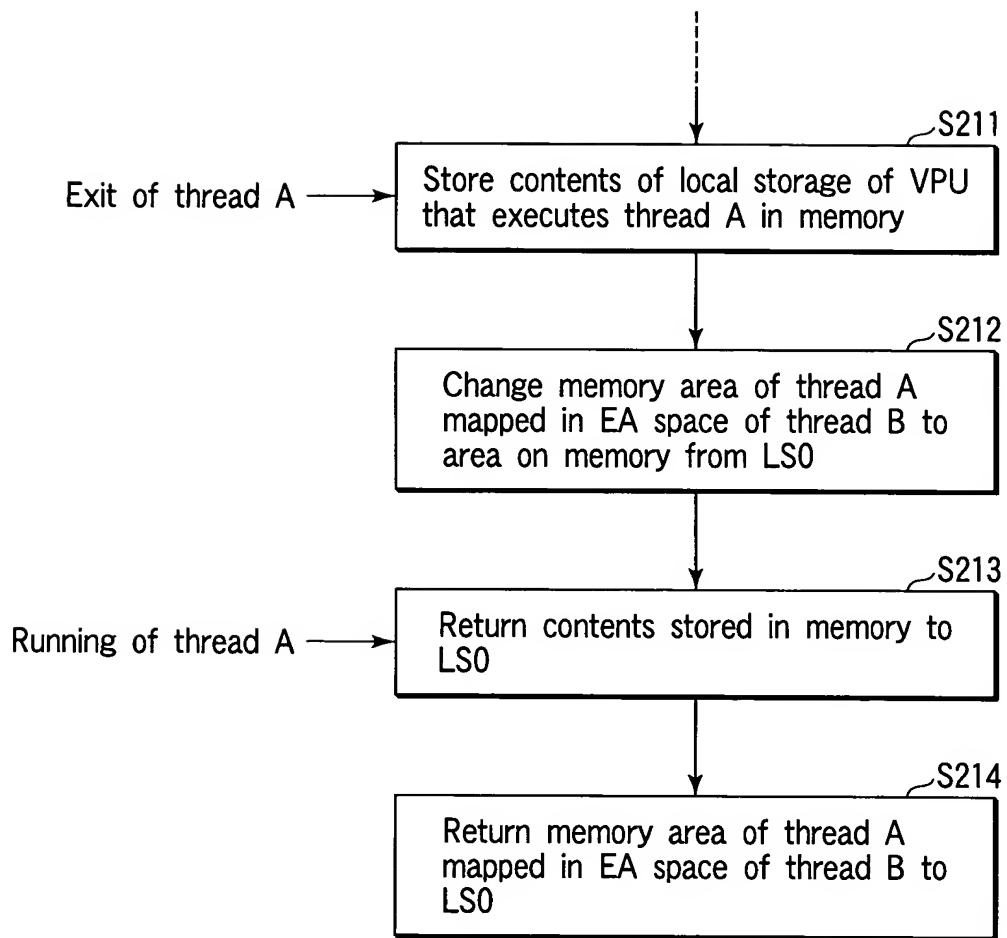 S211
Exit of thread A
Store contents of local storage of VPU
that executes thread A in memory
S212
Change memory area of thread A
mapped in EA space of thread B to
area on memory from LS0
S213
Running of thread A
Return contents stored in memory to
LS0
S214
Return memory area of thread A
mapped in EA space of thread B to
LS0